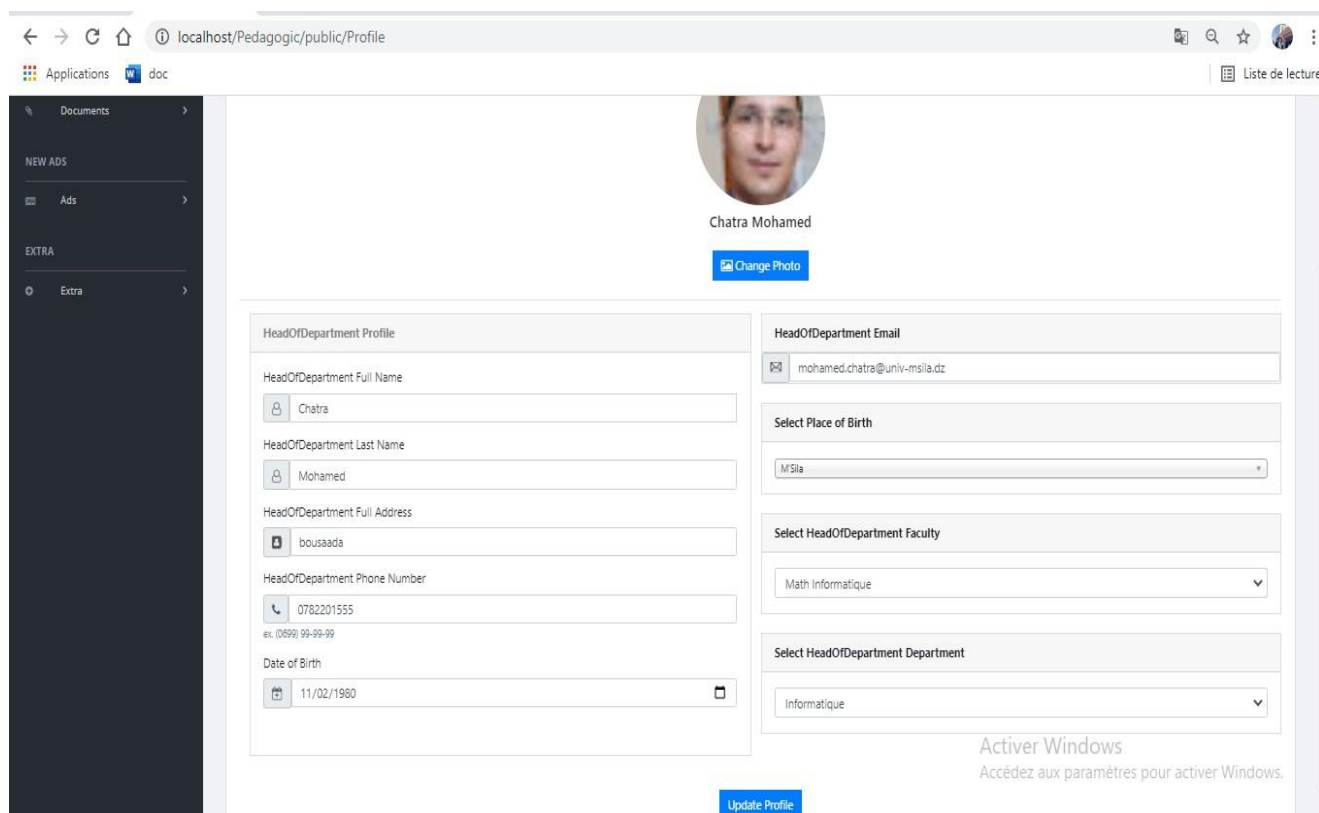 localhost/Pedagogic/public/Profile
Applications
doc
Liste de lecture
Documents
NEW ADS
Ads
EXTRA
Extra
Chatra Mohamed
Change Photo
HeadOfDepartment Profile
HeadOfDepartment Full Name
Chatra
HeadOfDepartment Last Name
Mohamed
HeadOfDepartment Full Address
bousaada
HeadOfDepartment Phone Number
0782201555
ex. (0699) 99-99-99
Date of Birth
11/02/1980
HeadOfDepartment Email
mohamed.chatra@univ-msila.dz
Select Place of Birth
M'Sila
Select HeadOfDepartment Faculty
Math Informatique
Select HeadOfDepartment Department
Informatique
Activer Windows
Accédez aux paramètres pour activer Windows.
Update Profile